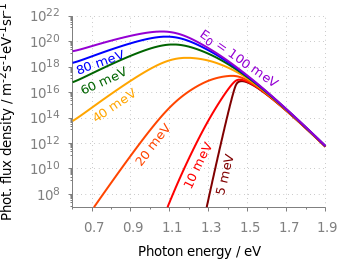 Phot. flux density / m⁻²s⁻¹eV⁻¹sr⁻¹
10²²
10²⁰
10¹⁸
10¹⁶
10¹⁴
10¹²
10¹⁰
10⁸
E₀ = 100 meV
80 meV
60 meV
40 meV
20 meV
10 meV
5 meV
0.7 0.9 1.1 1.3 1.5 1.7 1.9
Photon energy / eV